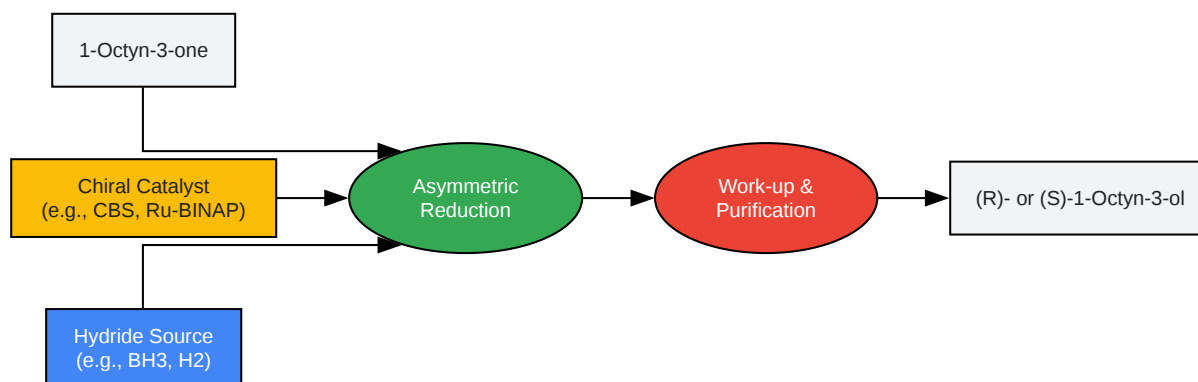 1-Octyn-3-one
Chiral Catalyst
(e.g., CBS, Ru-BINAP)
Hydride Source
(e.g., BH3, H2)
Asymmetric
Reduction
Work-up &
Purification
(R)- or (S)-1-Octyn-3-ol